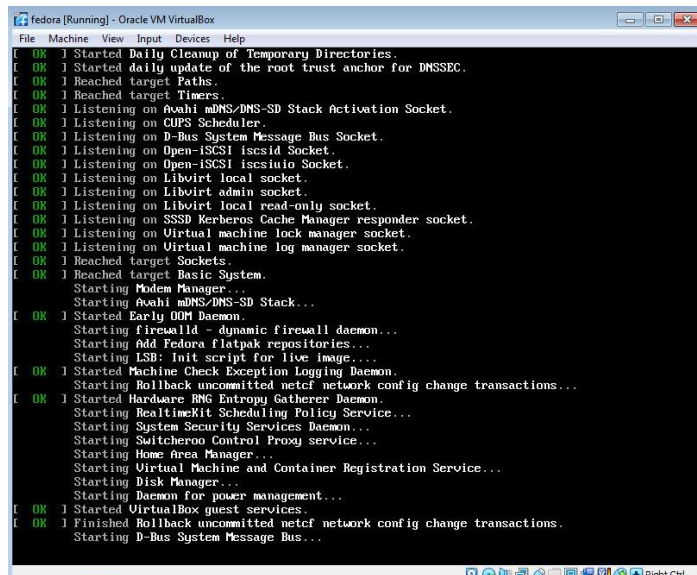 fedora [Running] - Oracle VM VirtualBox
File Machine View Input Devices Help
[ OK ] Started Daily Cleanup of Temporary Directories.
[ OK ] Started daily update of the root trust anchor for DNSSEC.
[ OK ] Reached target Paths.
[ OK ] Reached target Timers.
[ OK ] Listening on Avahi mDNS/DNS-SD Stack Activation Socket.
[ OK ] Listening on CUPS Scheduler.
[ OK ] Listening on D-Bus System Message Bus Socket.
[ OK ] Listening on Open-iSCSI iscsid Socket.
[ OK ] Listening on Open-iSCSI iscsiuio Socket.
[ OK ] Listening on Libvirt local socket.
[ OK ] Listening on Libvirt admin socket.
[ OK ] Listening on Libvirt local read-only socket.
[ OK ] Listening on SSSD Kerberos Cache Manager responder socket.
[ OK ] Listening on Virtual machine lock manager socket.
[ OK ] Listening on Virtual machine log manager socket.
[ OK ] Reached target Sockets.
[ OK ] Reached target Basic System.
Starting Modem Manager...
Starting Avahi mDNS/DNS-SD Stack...
[ OK ] Started Early OOM Daemon.
Starting firewalld - dynamic firewall daemon...
Starting Add Fedora flatpak repositories...
Starting LSB: Init script for live image....
[ OK ] Started Machine Check Exception Logging Daemon.
Starting Rollback uncommitted netcf network config change transactions...
[ OK ] Started Hardware RNG Entropy Gatherer Daemon.
Starting RealtimeKit Scheduling Policy Service...
Starting System Security Services Daemon...
Starting Switcheroo Control Proxy service...
Starting Home Area Manager...
Starting Virtual Machine and Container Registration Service...
Starting Disk Manager...
Starting Daemon for power management...
[ OK ] Started VirtualBox guest services.
[ OK ] Finished Rollback uncommitted netcf network config change transactions.
Starting D-Bus System Message Bus...
Right Ctrl